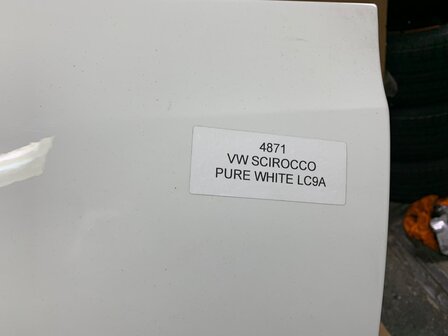 4871
VW SCIROCCO
PURE WHITE LC9A